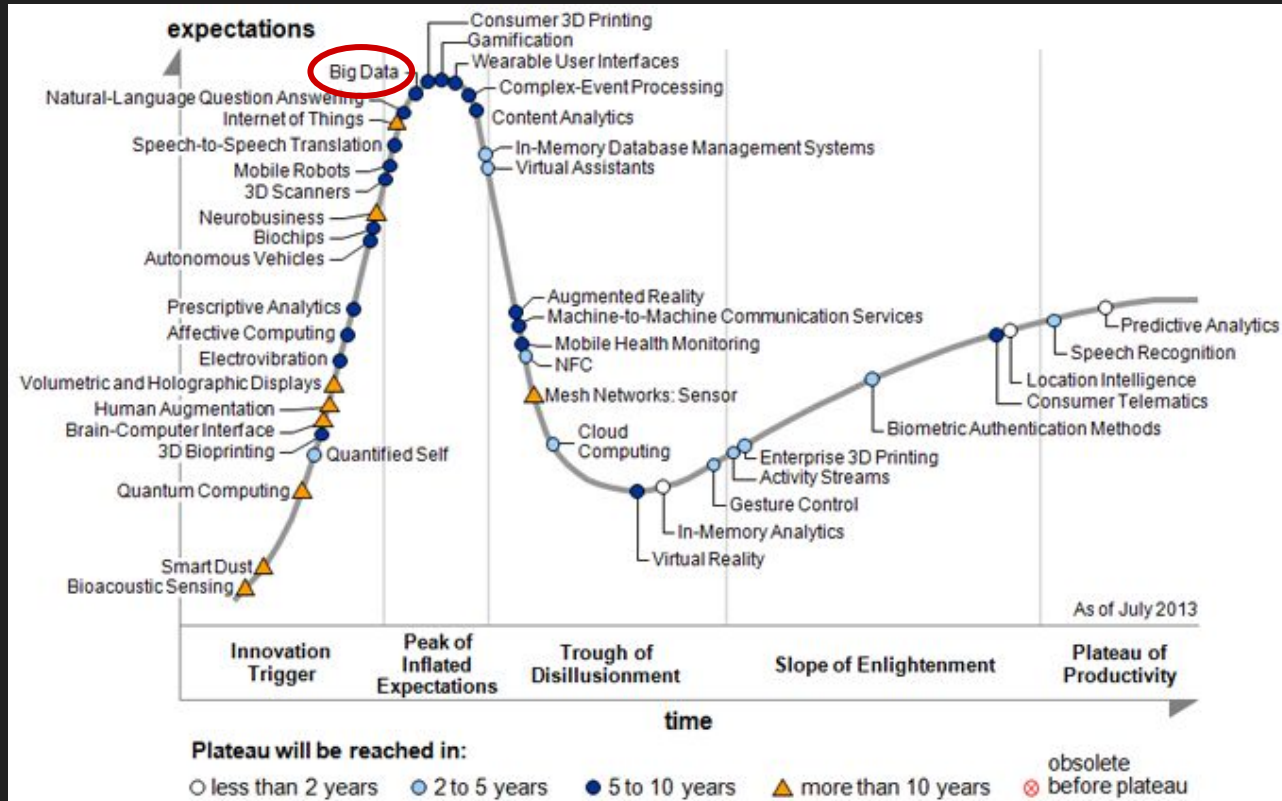 expectations
Consumer 3D Printing
Gamification
Wearable User Interfaces
Big Data
Complex-Event Processing
Natural-Language Question Answering
Content Analytics
Internet of Things
Speech-to-Speech Translation
In-Memory Database Management Systems
Mobile Robots
Virtual Assistants
3D Scanners
Neurobusiness
Biochips
Autonomous Vehicles
Augmented Reality
Prescriptive Analytics
Machine-to-Machine Communication Services
Predictive Analytics
Affective Computing
Mobile Health Monitoring
Speech Recognition
Electrovibration
NFC
Location Intelligence
Volumetric and Holographic Displays
Mesh Networks: Sensor
Consumer Telematics
Human Augmentation
Brain-Computer Interface
Cloud
Computing
Biometric Authentication Methods
3D Bioprinting
Quantified Self
Enterprise 3D Printing
Activity Streams
Quantum Computing
Gesture Control
In-Memory Analytics
Virtual Reality
Smart Dust
Bioacoustic Sensing
As of July 2013
Innovation
Trigger
Peak of
Inflated
Expectations
Trough of
Disillusionment
Slope of Enlightenment
Plateau of
Productivity
time
Plateau will be reached in:
less than 2 years
2 to 5 years
5 to 10 years
more than 10 years
obsolete
before plateau